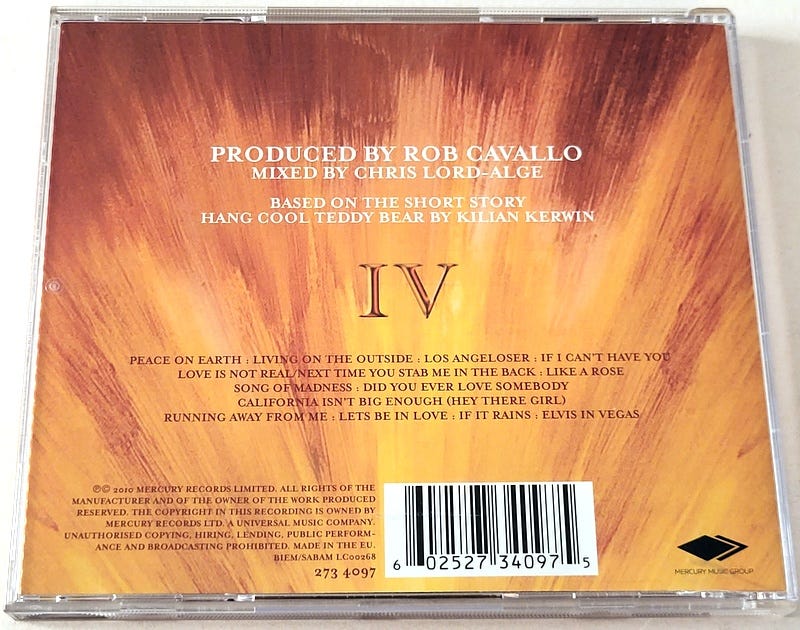 PRODUCED BY ROB CAVALLO
MIXED BY CHRIS LORD-ALGE
BASED ON THE SHORT STORY
HANG COOL TEDDY BEAR BY KILIAN KERWIN
IV
PEACE ON EARTH : LIVING ON THE OUTSIDE : LOS ANGELOSER : IF I CAN'T HAVE YOU
LOVE IS NOT REAL/NEXT TIME YOU STAB ME IN THE BACK : LIKE A ROSE
SONG OF MADNESS : DID YOU EVER LOVE SOMEBODY
CALIFORNIA ISN'T BIG ENOUGH (HEY THERE GIRL)
RUNNING AWAY FROM ME : LETS BE IN LOVE : IF IT RAINS : ELVIS IN VEGAS
℗© 2010 MERCURY RECORDS LIMITED. ALL RIGHTS OF THE
MANUFACTURER AND OF THE OWNER OF THE WORK PRODUCED
RESERVED. THE COPYRIGHT IN THIS RECORDING IS OWNED BY
MERCURY RECORDS LTD. A UNIVERSAL MUSIC COMPANY.
UNAUTHORISED COPYING, HIRING, LENDING, PUBLIC PERFORM-
ANCE AND BROADCASTING PROHIBITED. MADE IN THE EU.
BIEM/SABAM LC00268
273 4097
6 02527 34097 5
MERCURY MUSIC GROUP